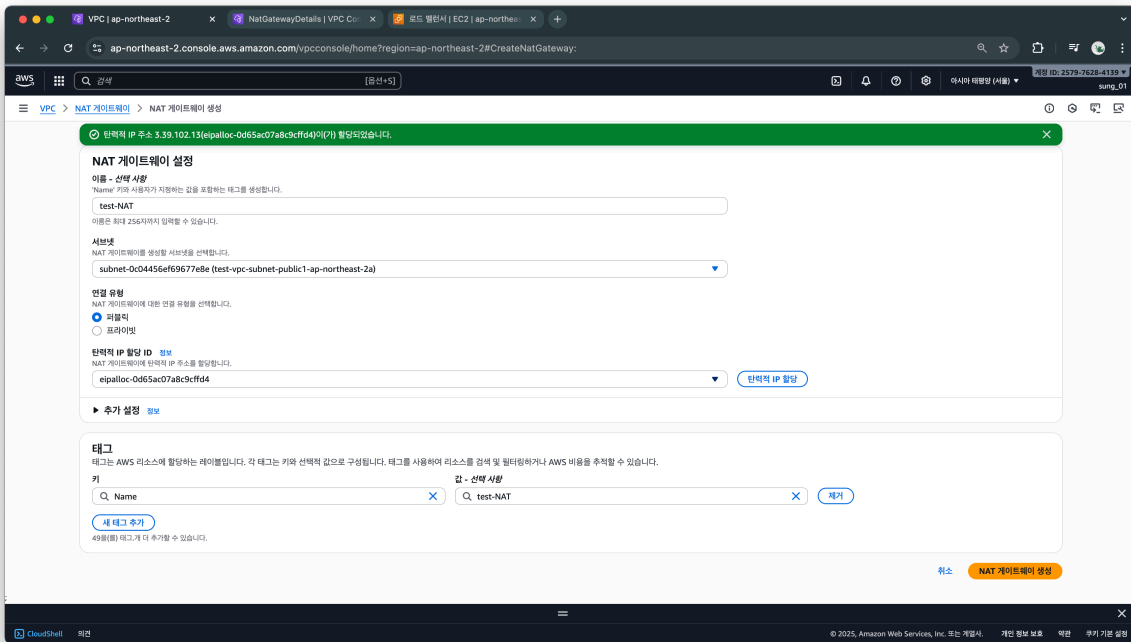 VPC | ap-northeast-2
NatGatewayDetails | VPC Con
로드 밸런서 | EC2 | ap-northeas
ap-northeast-2.console.aws.amazon.com/vpcconsole/home?region=ap-northeast-2#CreateNatGateway:
aws
검색
[옵션+S]
아시아 태평양 (서울)
계정 ID: 2579-7628-4139
sung_01
VPC > NAT 게이트웨이 > NAT 게이트웨이 생성
탄력적 IP 주소 3.39.102.13(eipalloc-0d65ac07a8c9cffd4)이(가) 할당되었습니다.
NAT 게이트웨이 설정
이름 - 선택 사항
'Name' 키와 사용자가 지정하는 값을 포함하는 태그를 생성합니다.
test-NAT
이름은 최대 256자까지 입력할 수 있습니다.
서브넷
NAT 게이트웨이를 생성할 서브넷을 선택합니다.
subnet-0c04456ef69677e8e (test-vpc-subnet-public1-ap-northeast-2a)
연결 유형
NAT 게이트웨이에 대한 연결 유형을 선택합니다.
퍼블릭
프라이빗
탄력적 IP 할당 ID 정보
NAT 게이트웨이에 탄력적 IP 주소를 할당합니다.
eipalloc-0d65ac07a8c9cffd4
탄력적 IP 할당
추가 설정 정보
태그
태그는 AWS 리소스에 할당하는 레이블입니다. 각 태그는 키와 선택적 값으로 구성됩니다. 태그를 사용하여 리소스를 검색 및 필터링하거나 AWS 비용을 추적할 수 있습니다.
키
값 - 선택 사항
Name
test-NAT
제거
새 태그 추가
49을(를) 태그.개 더 추가할 수 있습니다.
취소
NAT 게이트웨이 생성
CloudShell
의견
© 2025, Amazon Web Services, Inc. 또는 계열사.
개인 정보 보호
약관
쿠키 기본 설정